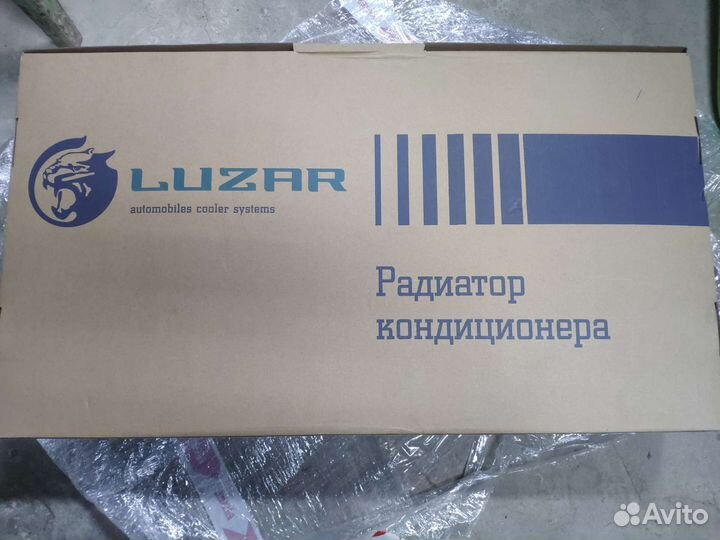 LUZAR
automobiles cooler systems
Радиатор
кондиционера
Avito